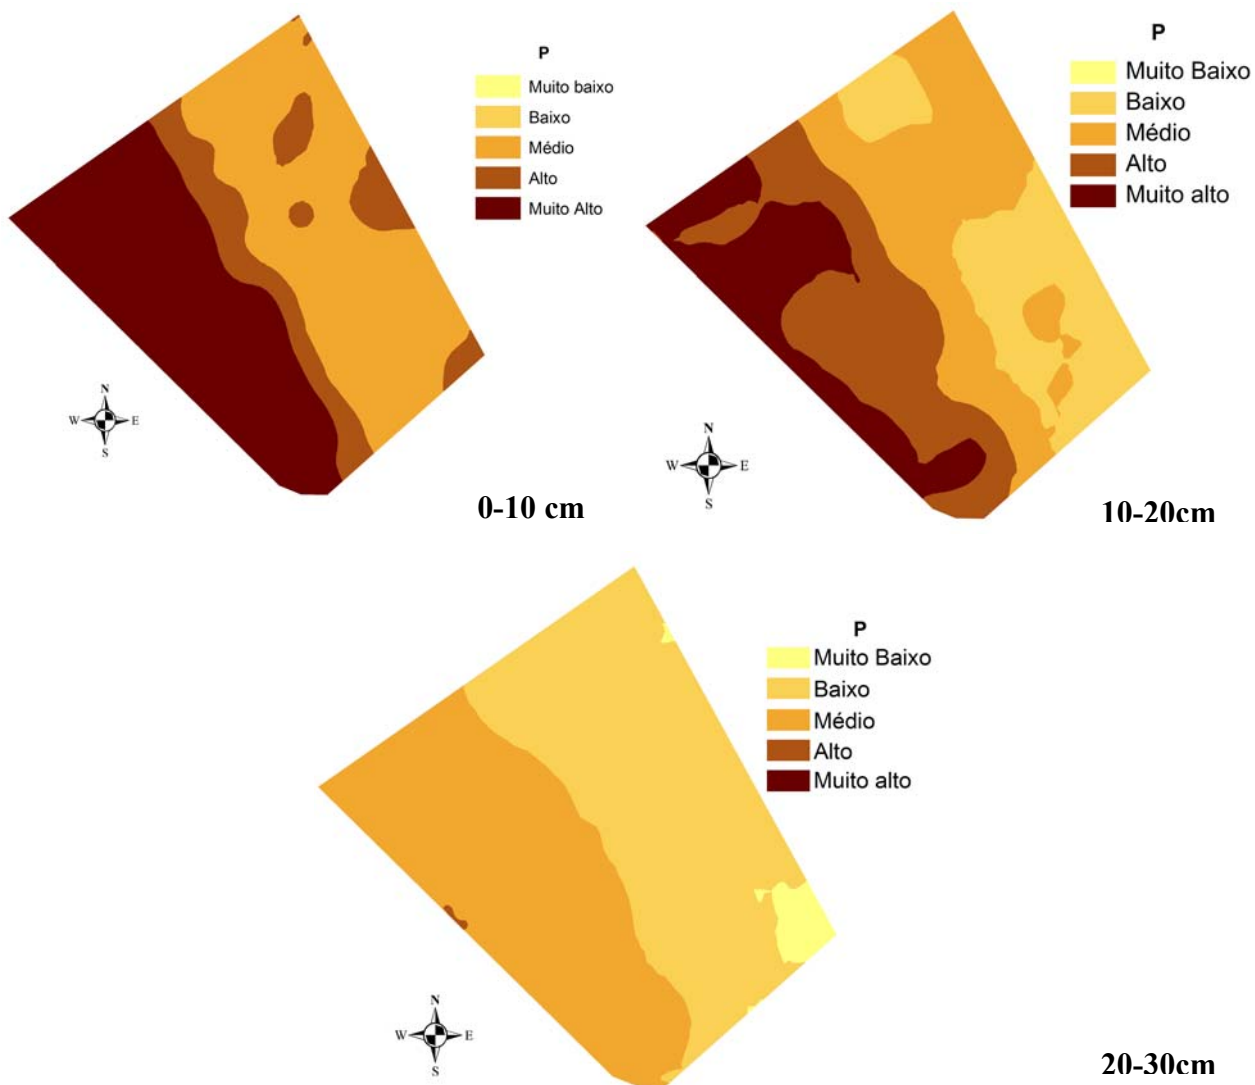 P
Muito baixo
Baixo
Médio
Alto
Muito Alto
N
W E
S
0-10 cm
P
Muito Baixo
Baixo
Médio
Alto
Muito alto
N
W E
S
10-20cm
P
Muito Baixo
Baixo
Médio
Alto
Muito alto
N
W E
S
20-30cm